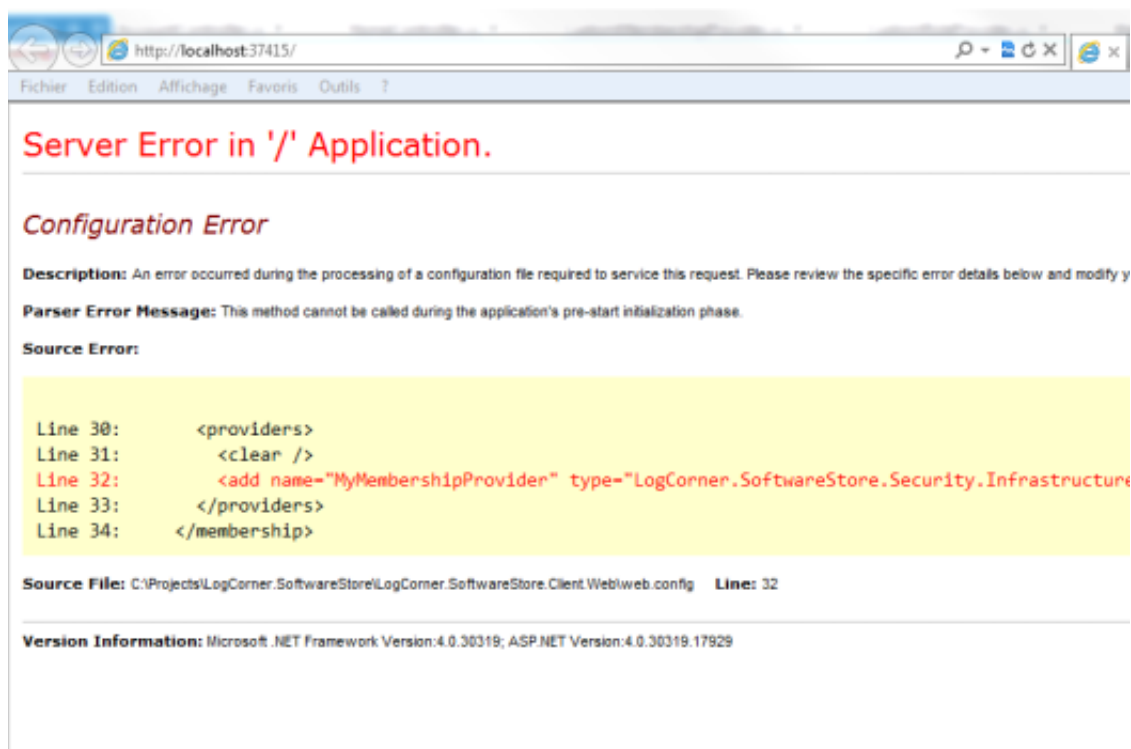 http://localhost:37415/
Fichier Edition Affichage Favoris Outils ?
Server Error in '/' Application.
Configuration Error
Description: An error occurred during the processing of a configuration file required to service this request. Please review the specific error details below and modify y
Parser Error Message: This method cannot be called during the application's pre-start initialization phase.
Source Error:
Line 30: <providers>
Line 31: <clear />
Line 32: <add name="MyMembershipProvider" type="LogCorner.SoftwareStore.Security.Infrastructure
Line 33: </providers>
Line 34: </membership>
Source File: C:\Projects\LogCorner.SoftwareStore\LogCorner.SoftwareStore.Client.Web\web.config Line: 32
Version Information: Microsoft .NET Framework Version:4.0.30319; ASP.NET Version:4.0.30319.17929